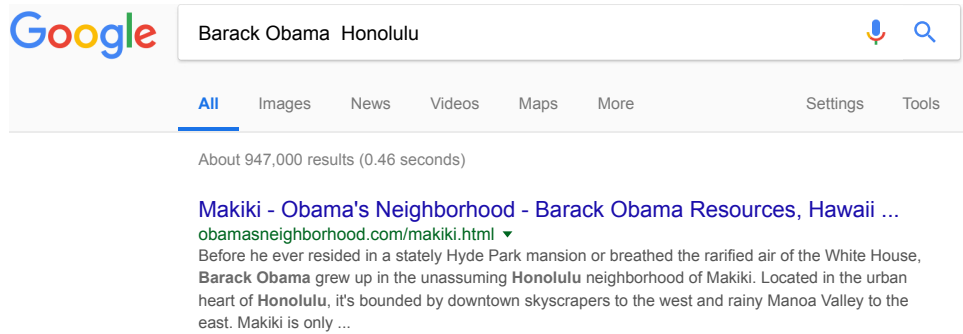 Google
Barack Obama  Honolulu
All Images News Videos Maps More Settings Tools
About 947,000 results (0.46 seconds)
Makiki - Obama's Neighborhood - Barack Obama Resources, Hawaii ...
obamasneighborhood.com/makiki.html
Before he ever resided in a stately Hyde Park mansion or breathed the rarified air of the White House,
Barack Obama grew up in the unassuming Honolulu neighborhood of Makiki. Located in the urban
heart of Honolulu, it's bounded by downtown skyscrapers to the west and rainy Manoa Valley to the
east. Makiki is only ...